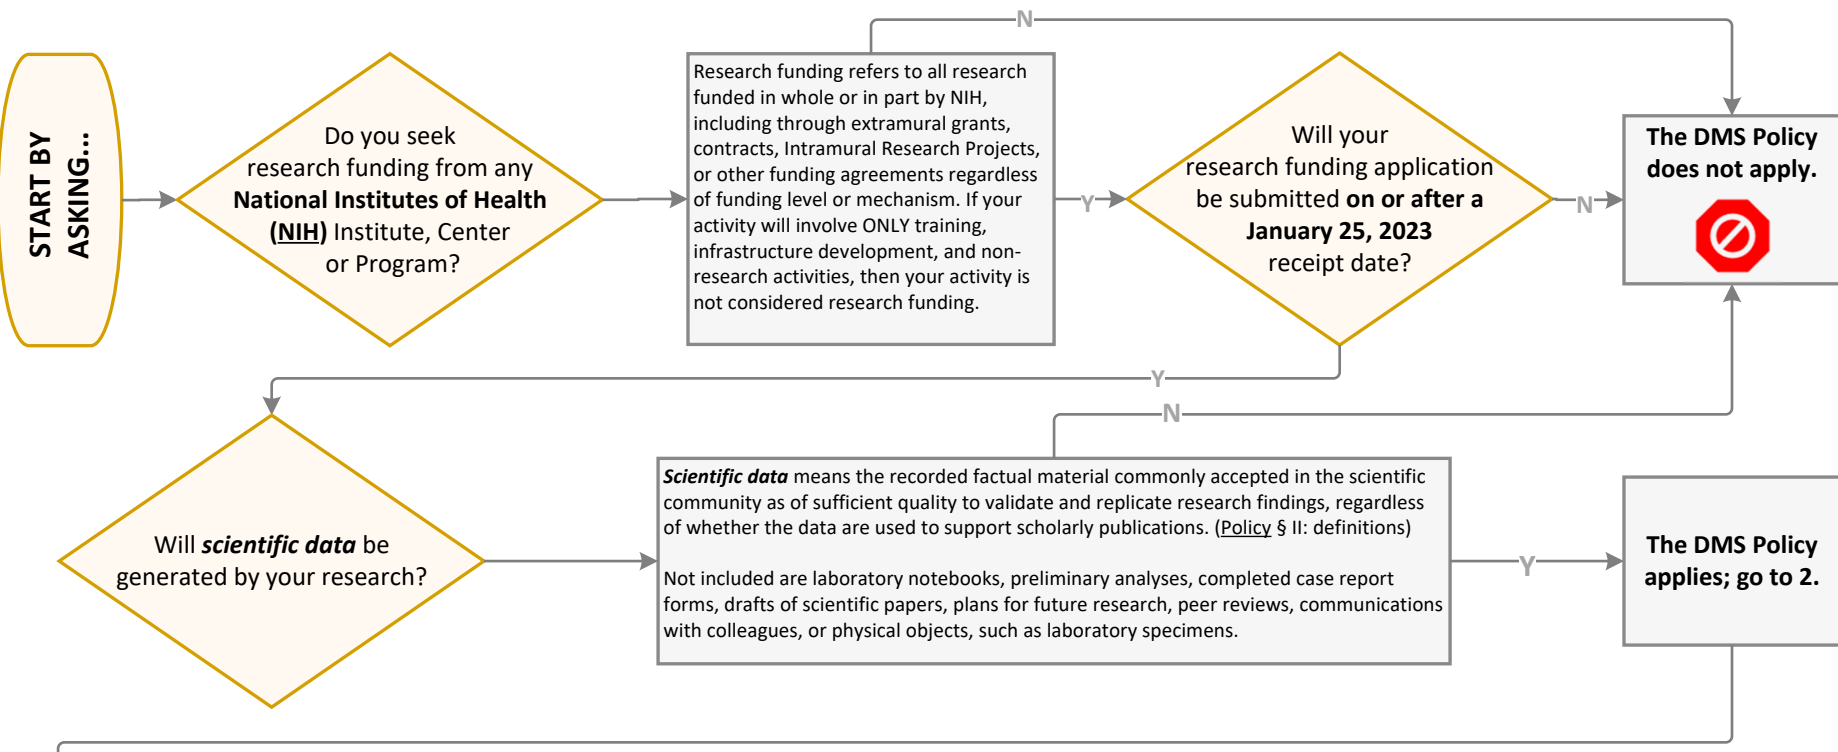 START BY
ASKING...
Do you seek
research funding from any
National Institutes of Health
(NIH) Institute, Center
or Program?
Research funding refers to all research
funded in whole or in part by NIH,
including through extramural grants,
contracts, Intramural Research Projects,
or other funding agreements regardless
of funding level or mechanism. If your
activity will involve ONLY training,
infrastructure development, and non-
research activities, then your activity is
not considered research funding.
N
Y
Will your
research funding application
be submitted on or after a
January 25, 2023
receipt date?
N
The DMS Policy
does not apply.
Y
N
Will scientific data be
generated by your research?
Scientific data means the recorded factual material commonly accepted in the scientific
community as of sufficient quality to validate and replicate research findings, regardless
of whether the data are used to support scholarly publications. (Policy § II: definitions)
Not included are laboratory notebooks, preliminary analyses, completed case report
forms, drafts of scientific papers, plans for future research, peer reviews, communications
with colleagues, or physical objects, such as laboratory specimens.
Y
The DMS Policy
applies; go to 2.